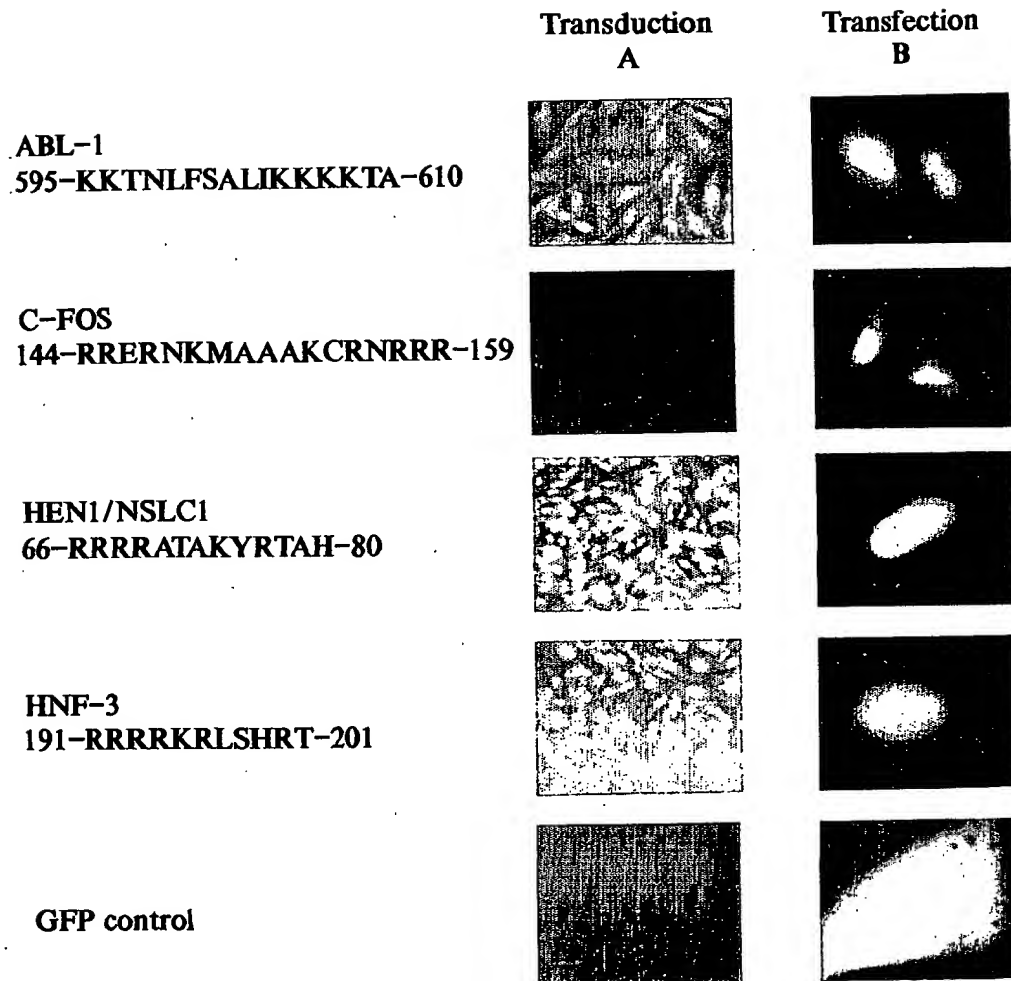 Transduction
A
Transfection
B
ABL-1
595-KKTNLFSALIKKKKTA-610
C-FOS
144-RRERNKMAAAKCRNRRR-159
HEN1/NSLC1
66-RRRRATAKYRTAH-80
HNF-3
191-RRRRKRLSHRT-201
GFP control